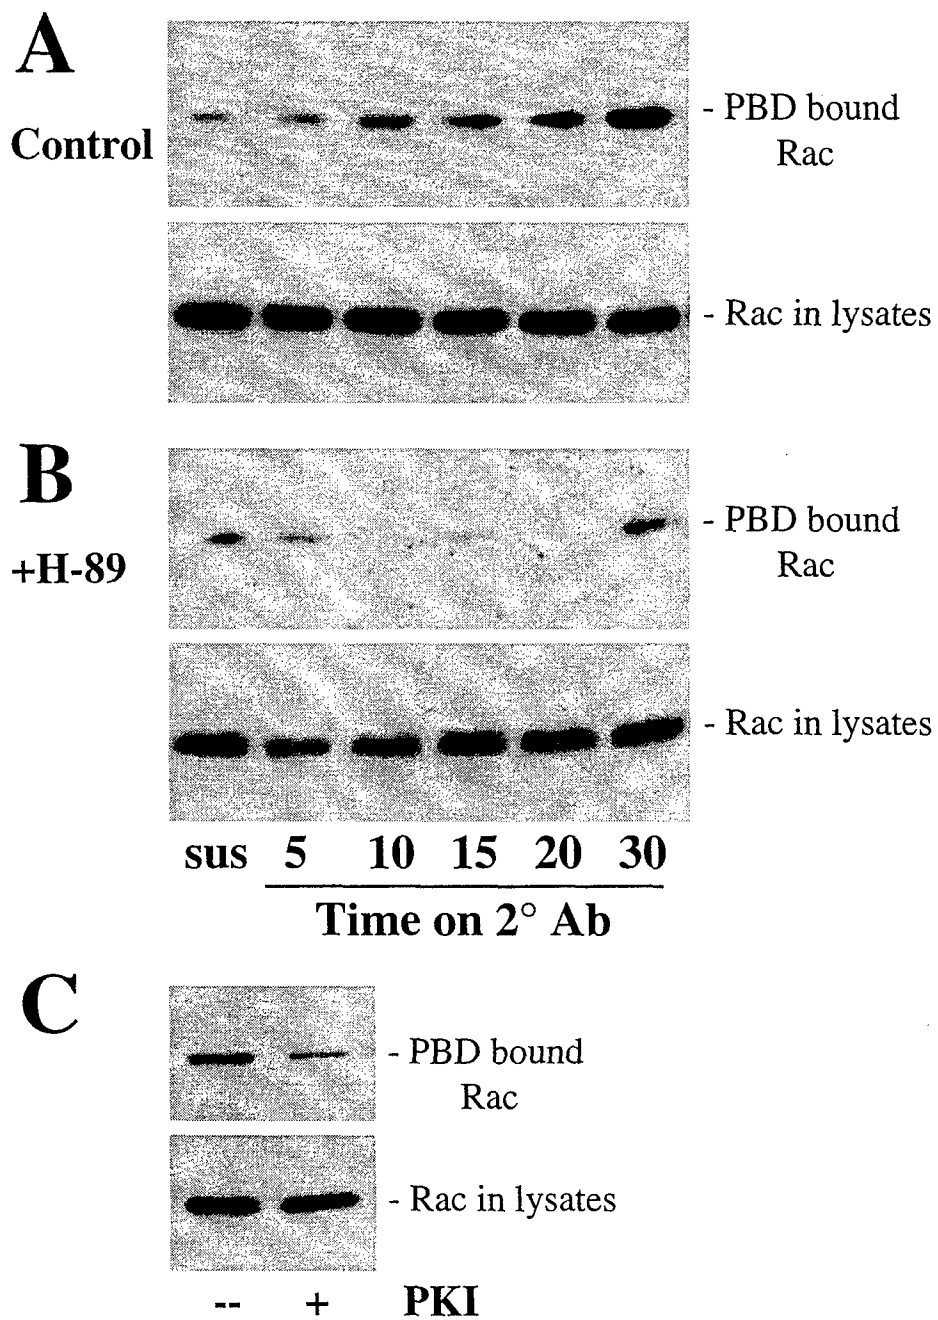 A
Control
- PBD bound
Rac
- Rac in lysates
B
+H-89
- PBD bound
Rac
- Rac in lysates
sus 5 10 15 20 30
Time on 2° Ab
C
- PBD bound
Rac
- Rac in lysates
-- + PKI